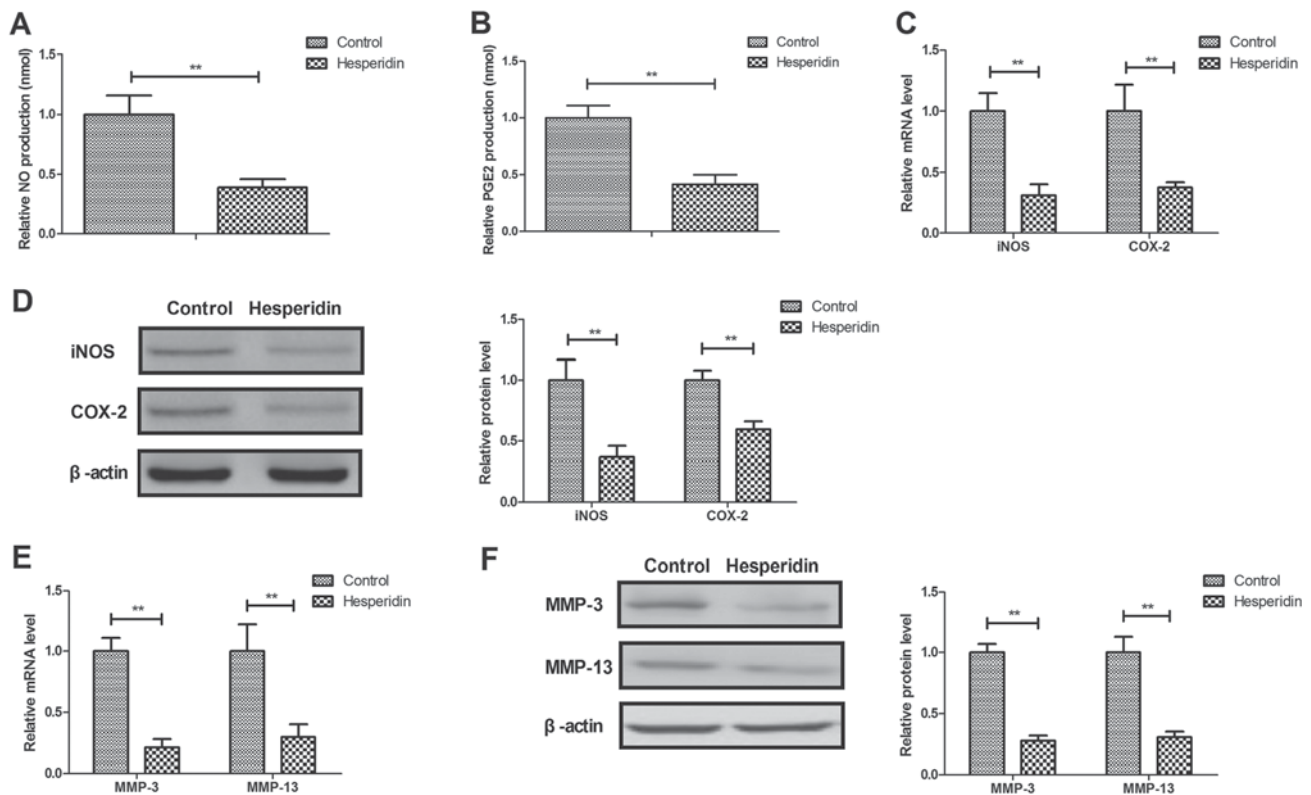 A
Control
Hesperidin
Relative NO production (nmol)
1.5
1.0
0.5
0.0
**
B
Control
Hesperidin
Relative PGE2 production (nmol)
1.5
1.0
0.5
0.0
**
C
Control
Hesperidin
Relative mRNA level
1.5
1.0
0.5
0.0
**
**
iNOS
COX-2
D
Control Hesperidin
iNOS
COX-2
β -actin
Control
Hesperidin
Relative protein level
1.5
1.0
0.5
0.0
**
**
iNOS
COX-2
E
Control
Hesperidin
Relative mRNA level
1.5
1.0
0.5
0.0
**
**
MMP-3
MMP-13
F
Control Hesperidin
MMP-3
MMP-13
β -actin
Control
Hesperidin
Relative protein level
1.5
1.0
0.5
0.0
**
**
MMP-3
MMP-13